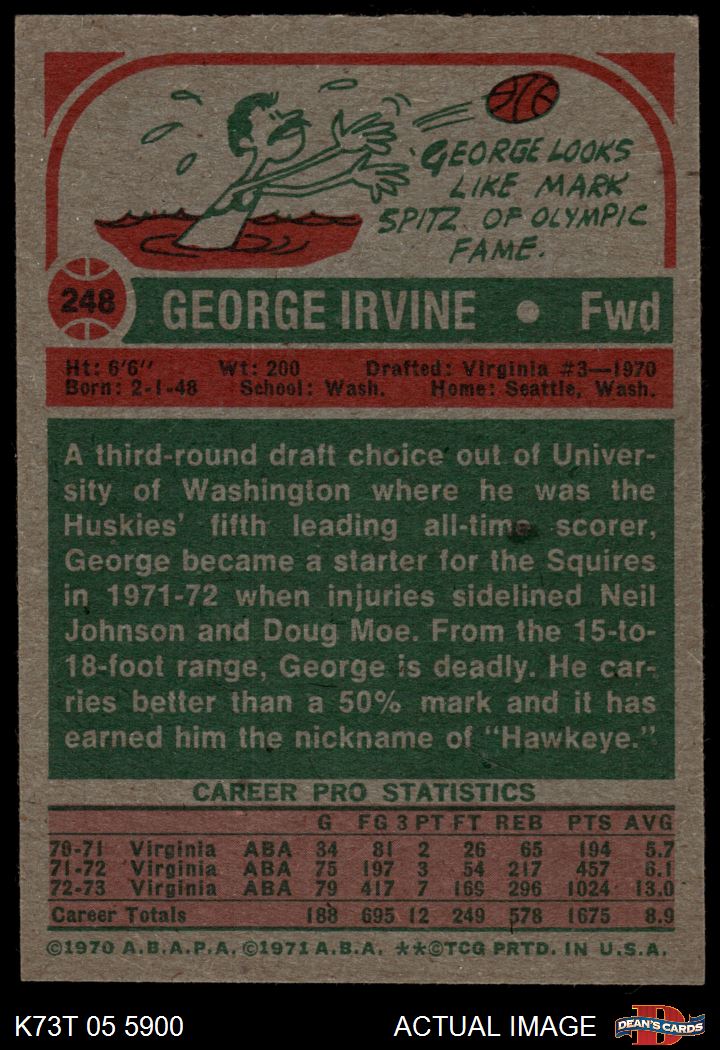 GEORGE LOOKS
LIKE MARK
SPITZ OF OLYMPIC
FAME.
248 GEORGE IRVINE • Fwd
Ht: 6'6" Wt: 200 Drafted: Virginia #3—1970
Born: 2-1-48 School: Wash. Home: Seattle, Wash.
A third-round draft choice out of Univer-
sity of Washington where he was the
Huskies' fifth leading all-time scorer,
George became a starter for the Squires
in 1971-72 when injuries sidelined Neil
Johnson and Doug Moe. From the 15-to-
18-foot range, George is deadly. He car-
ries better than a 50% mark and it has
earned him the nickname of "Hawkeye."
CAREER PRO STATISTICS
G FG 3 PT FT REB PTS AVG
70-71 Virginia ABA 34 81 2 26 65 194 5.7
71-72 Virginia ABA 75 197 3 54 217 457 6.1
72-73 Virginia ABA 79 417 7 169 296 1024 13.0
Career Totals 188 695 12 249 578 1675 8.9
©1970 A.B.A.P.A. ©1971 A.B.A. **©TCG PRTD. IN U.S.A.
K73T 05 5900 ACTUAL IMAGE D DEAN'S CARDS